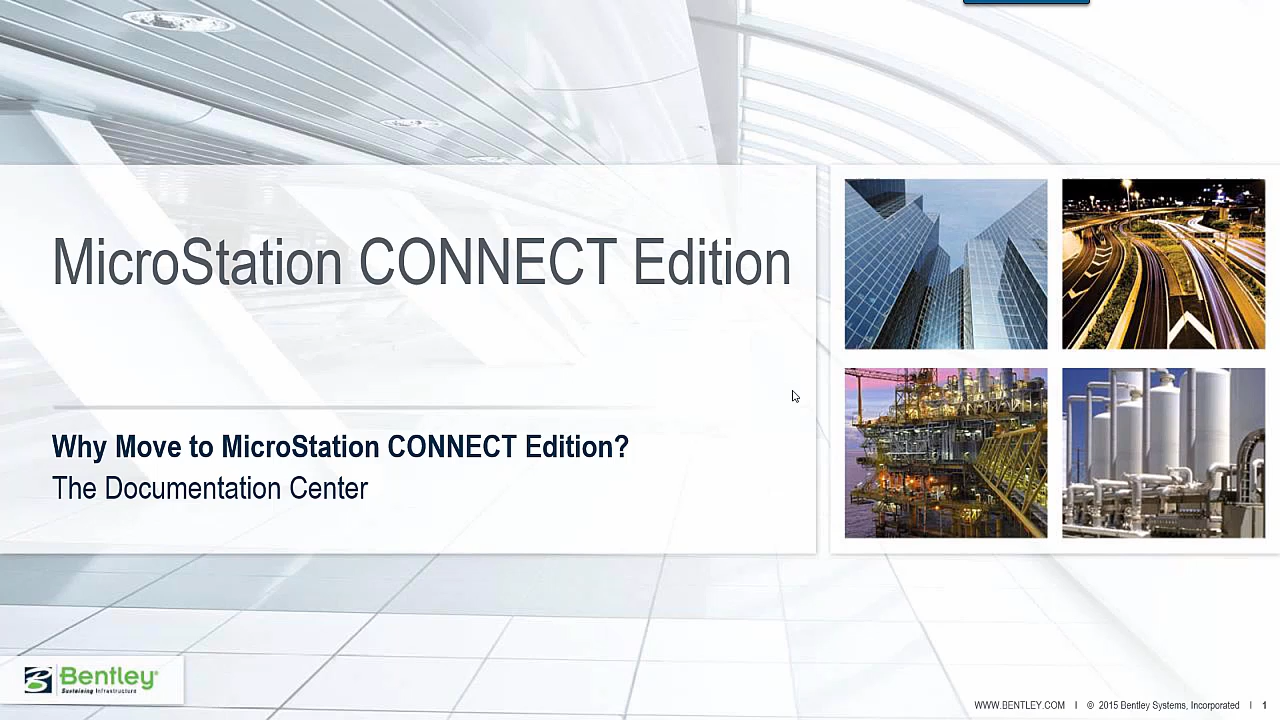 MicroStation CONNECT Edition
Why Move to MicroStation CONNECT Edition?
The Documentation Center
Bentley®
Sustaining Infrastructure
WWW.BENTLEY.COM | © 2015 Bentley Systems, Incorporated | 1